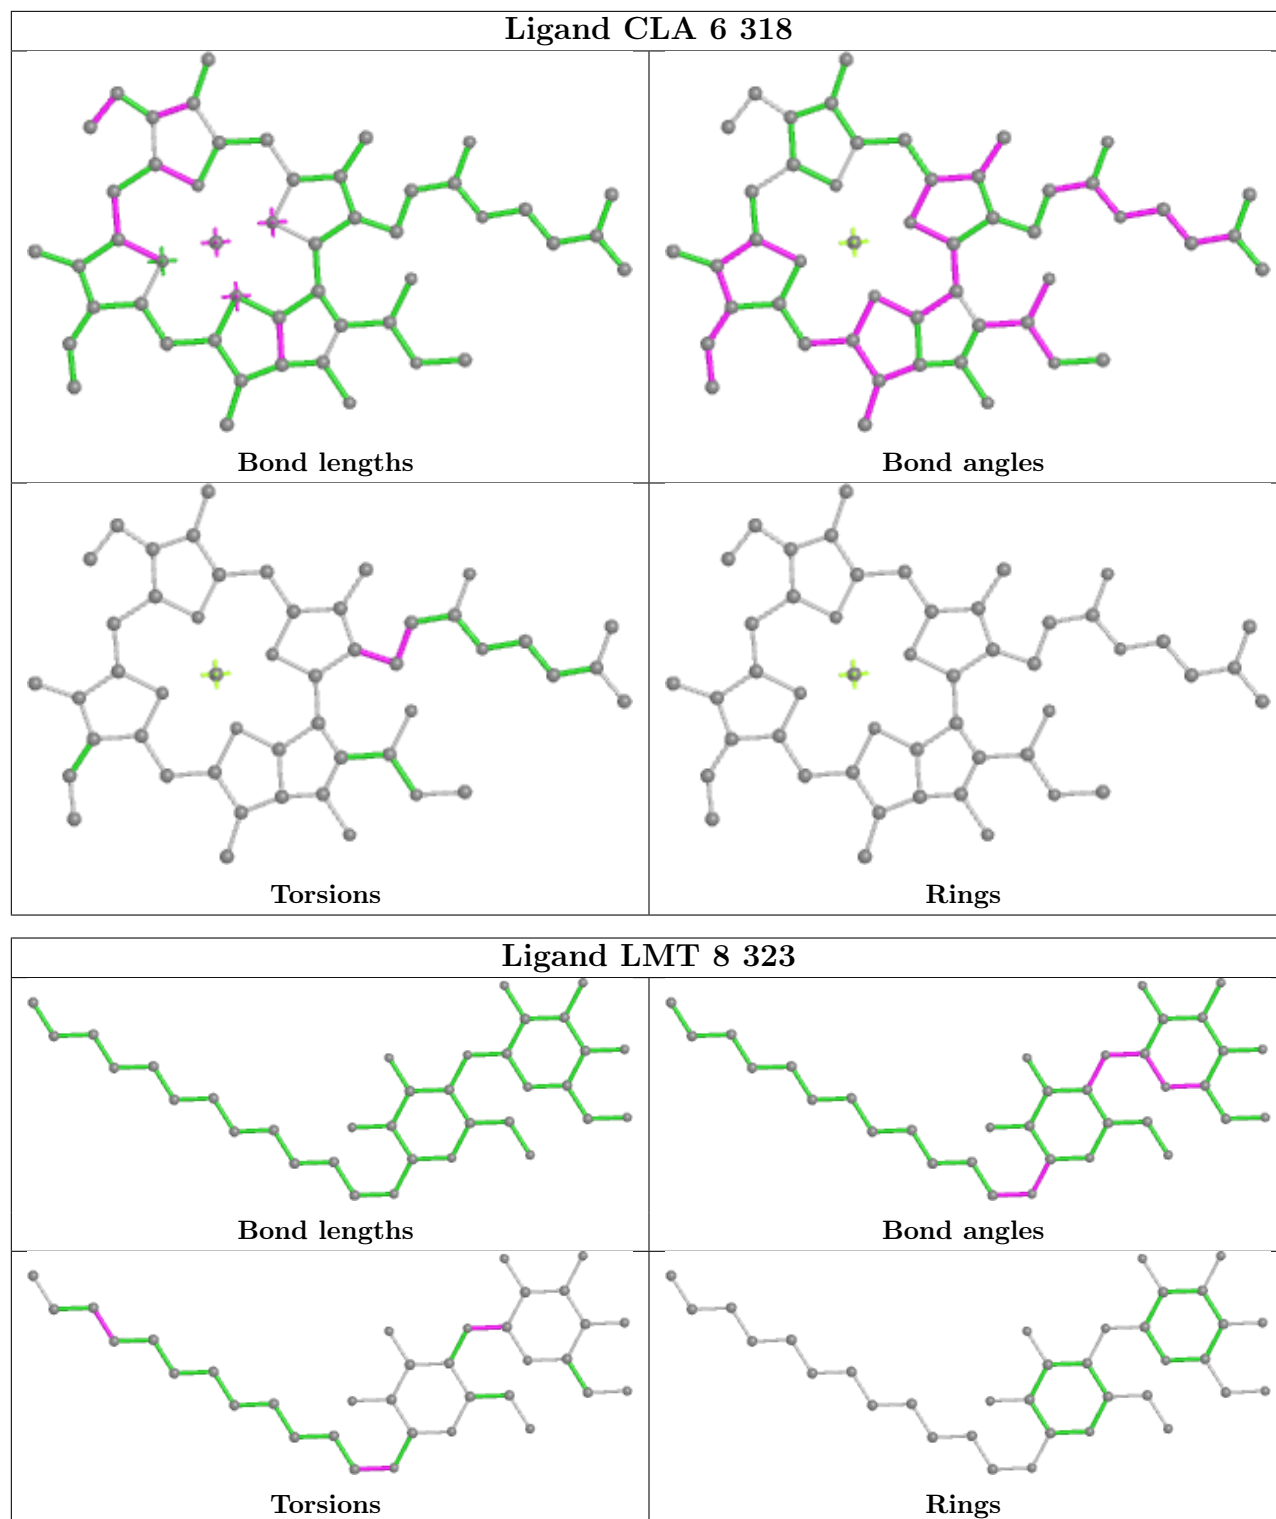 Ligand CLA 6 318
Bond lengths
Bond angles
Torsions
Rings
Ligand LMT 8 323
Bond lengths
Bond angles
Torsions
Rings